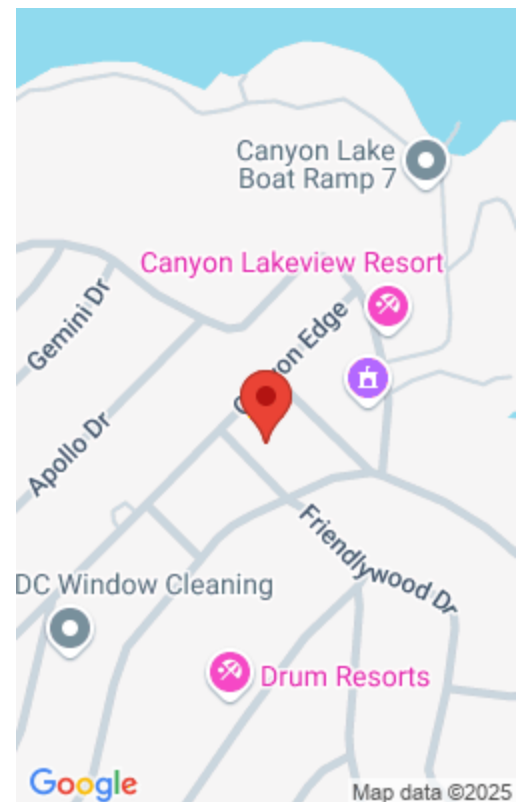 Canyon Lake
Boat Ramp 7
Canyon Lakeview Resort
Gemini Dr
Edge
Apollo Dr
Friendlywood Dr
DC Window Cleaning
Drum Resorts
Google
Map data ©2025